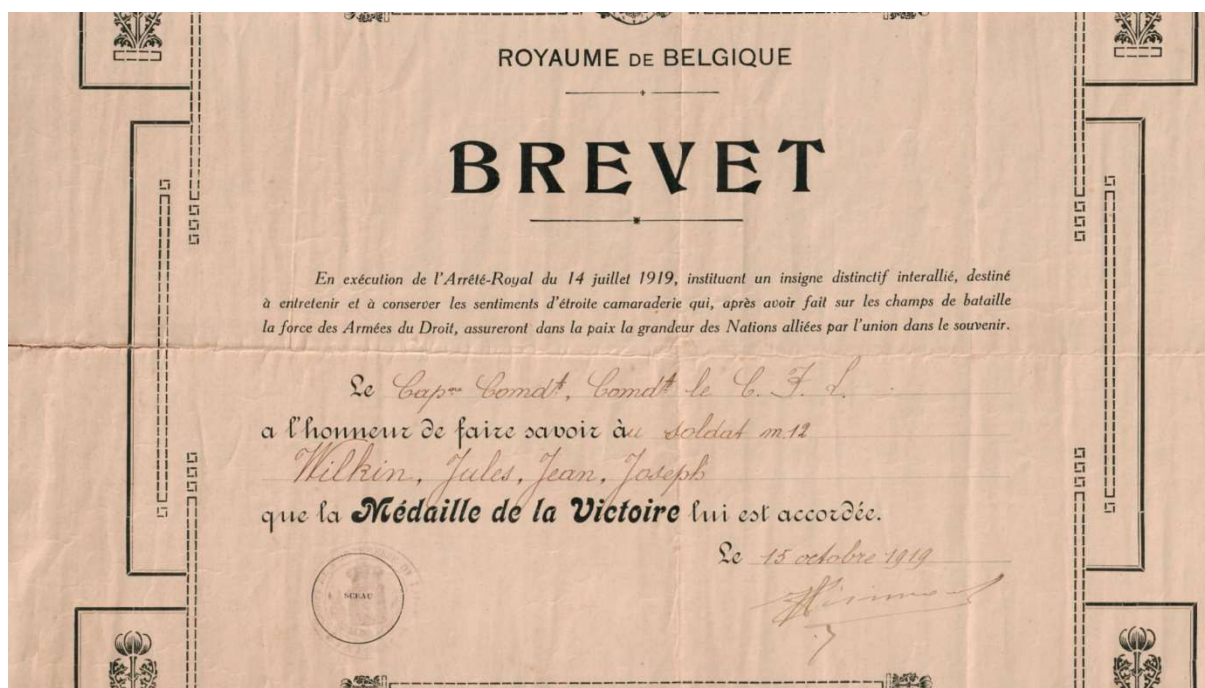 ROYAUME DE BELGIQUE
BREVET
En exécution de l'Arrêté-Royal du 14 juillet 1919, instituant un insigne distinctif interallié, destiné
à entretenir et à conserver les sentiments d'étroite camaraderie qui, après avoir fait sur les champs de bataille
la force des Armées du Droit, assureront dans la paix la grandeur des Nations alliées par l'union dans le souvenir.
Le Capne Comdt, Comdt le C. F. L.
a l'honneur de faire savoir àu soldat m.12
Wilkin, Jules, Jean, Joseph
que la Médaille de la Victoire lui est accordée.
Le 15 octobre 1919
SCEAU